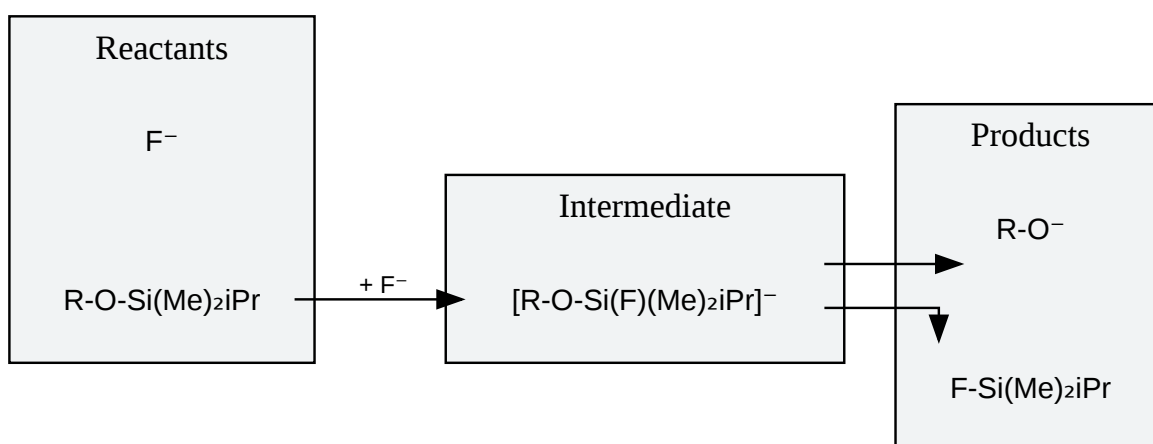 Reactants
F⁻
R-O-Si(Me)₂iPr
+ F⁻
Intermediate
[R-O-Si(F)(Me)₂iPr]⁻
Products
R-O⁻
F-Si(Me)₂iPr